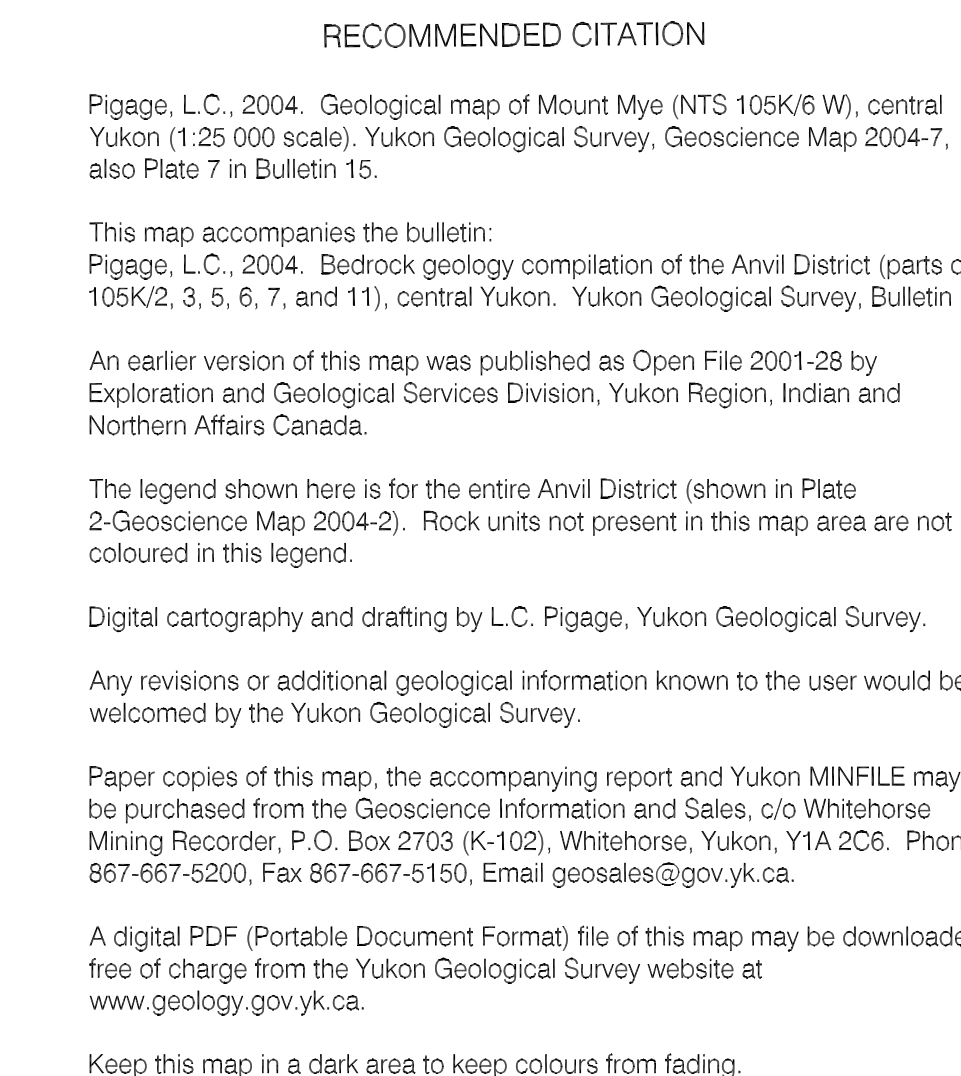 RECOMMENDED CITATION
Pigage, L.C., 2004. Geological map of Mount Mye (NTS 105K/6 W), central
Yukon (1:25 000 scale). Yukon Geological Survey, Geoscience Map 2004-7,
also Plate 7 in Bulletin 15.
This map accompanies the bulletin:
Pigage, L.C., 2004. Bedrock geology compilation of the Anvil District (parts
105K/2, 3, 5, 6, 7, and 11), central Yukon. Yukon Geological Survey, Bulletin
An earlier version of this map was published as Open File 2001-28 by
Exploration and Geological Services Division, Yukon Region, Indian and
Northern Affairs Canada.
The legend shown here is for the entire Anvil District (shown in Plate
2-Geoscience Map 2004-2). Rock units not present in this map area are not
coloured in this legend.
Digital cartography and drafting by L.C. Pigage, Yukon Geological Survey.
Any revisions or additional geological information known to the user would be
welcomed by the Yukon Geological Survey.
Paper copies of this map, the accompanying report and Yukon MINFILE may
be purchased from the Geoscience Information and Sales, c/o Whitehorse
Mining Recorder, P.O. Box 2703 (K-102), Whitehorse, Yukon, Y1A 2C6. Phon
867-667-5200, Fax 867-667-5150, Email geosales@gov.yk.ca.
A digital PDF (Portable Document Format) file of this map may be downloade
free of charge from the Yukon Geological Survey website at
www.geology.gov.yk.ca.
Keep this map in a dark area to keep colours from fading.